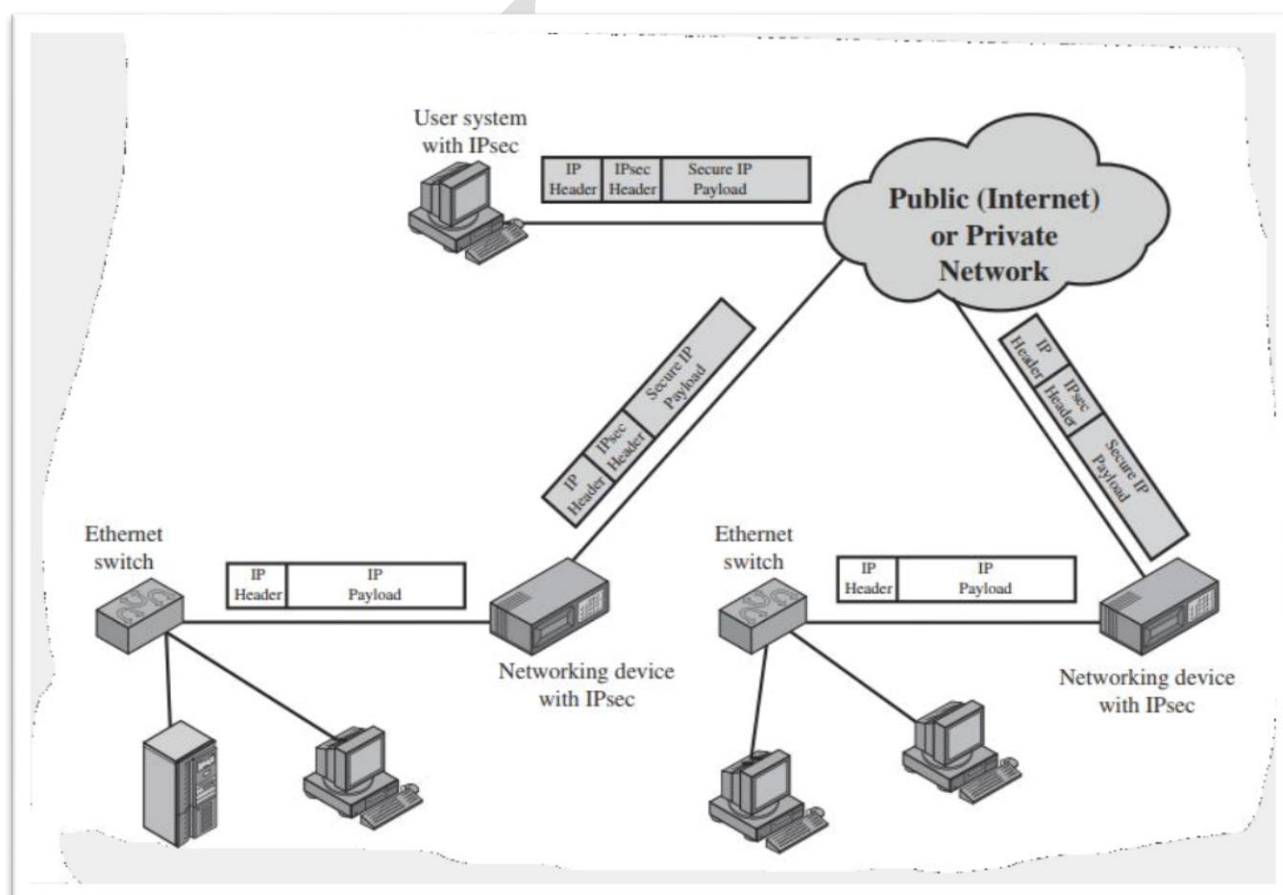 User system
with IPsec
IP
Header
IPsec
Header
Secure IP
Payload
Public (Internet)
or Private
Network
IP
Header
IPsec
Header
Secure IP
Payload
IP
Header
IPsec
Header
Secure IP
Payload
Ethernet
switch
IP
Header
IP
Payload
Networking device
with IPsec
Ethernet
switch
IP
Header
IP
Payload
Networking device
with IPsec